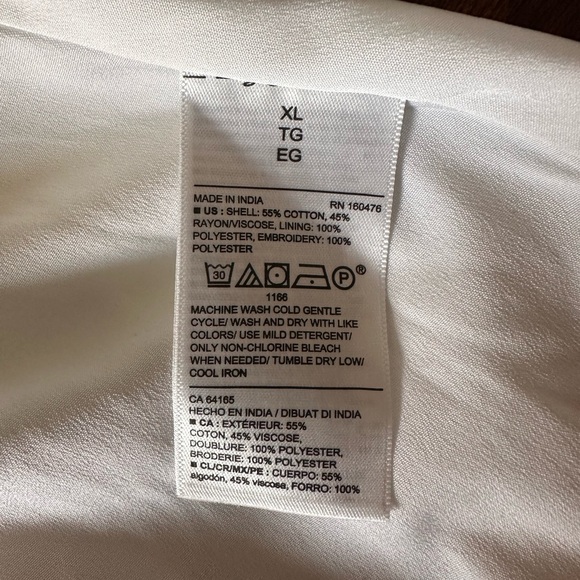 XL
TG
EG
MADE IN INDIA RN 160476
■ US : SHELL: 55% COTTON, 45%
RAYON/VISCOSE, LINING: 100%
POLYESTER, EMBROIDERY: 100%
POLYESTER
30 P ®
1166
MACHINE WASH COLD GENTLE
CYCLE/ WASH AND DRY WITH LIKE
COLORS/ USE MILD DETERGENT/
ONLY NON-CHLORINE BLEACH
WHEN NEEDED/ TUMBLE DRY LOW/
COOL IRON
CA 64165
HECHO EN INDIA / DIBUAT DI INDIA
■ CA : EXTÉRIEUR: 55%
COTON, 45% VISCOSE,
DOUBLURE: 100% POLYESTER,
BRODERIE: 100% POLYESTER
■ CL/CR/MX/PE : CUERPO: 55%
algodón, 45% viscosa, FORRO: 100%